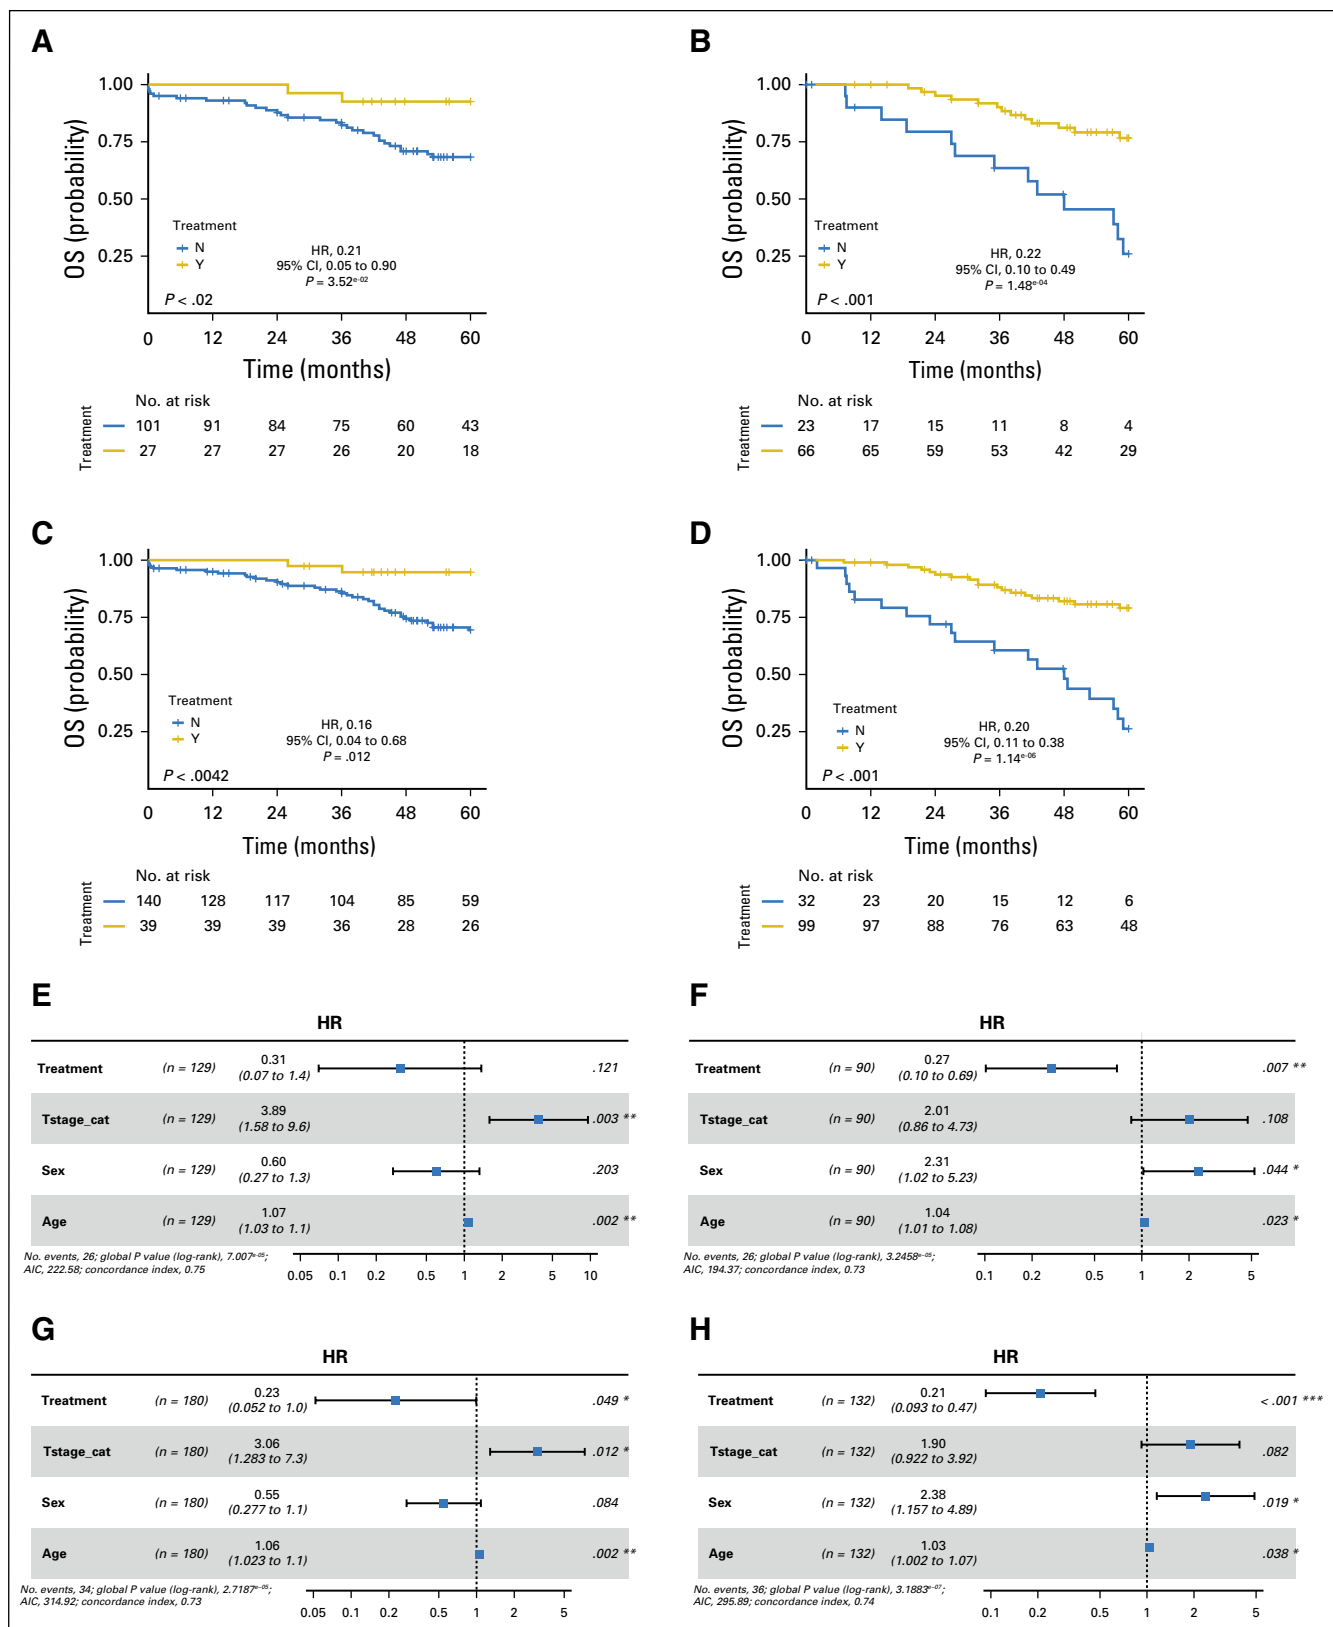 A
1.00
0.75
0.50
0.25
OS (probability)
Treatment
N
Y
HR, 0.21
95% CI, 0.05 to 0.90
P = 3.52e-02
P < .02
0 12 24 36 48 60
Time (months)
No. at risk
Treatment
101 91 84 75 60 43
27 27 27 26 20 18
B
1.00
0.75
0.50
0.25
OS (probability)
Treatment
N
Y
HR, 0.22
95% CI, 0.10 to 0.49
P = 1.48e-04
P < .001
0 12 24 36 48 60
Time (months)
No. at risk
Treatment
23 17 15 11 8 4
66 65 59 53 42 29
C
1.00
0.75
0.50
0.25
OS (probability)
Treatment
N
Y
HR, 0.16
95% CI, 0.04 to 0.68
P = .012
P < .0042
0 12 24 36 48 60
Time (months)
No. at risk
Treatment
140 128 117 104 85 59
39 39 39 36 28 26
D
1.00
0.75
0.50
0.25
OS (probability)
Treatment
N
Y
HR, 0.20
95% CI, 0.11 to 0.38
P = 1.14e-06
P < .001
0 12 24 36 48 60
Time (months)
No. at risk
Treatment
32 23 20 15 12 6
99 97 88 76 63 48
E
HR
Treatment (n = 129) 0.31 .121
(0.07 to 1.4)
Tstage_cat (n = 129) 3.89 .003 **
(1.58 to 9.6)
Sex (n = 129) 0.60 .203
(0.27 to 1.3)
Age (n = 129) 1.07 .002 **
(1.03 to 1.1)
No. events, 26; global P value (log-rank), 7.007e-05;
AIC, 222.58; concordance index, 0.75
0.05 0.1 0.2 0.5 1 2 5 10
F
HR
Treatment (n = 90) 0.27 .007 **
(0.10 to 0.69)
Tstage_cat (n = 90) 2.01 .108
(0.86 to 4.73)
Sex (n = 90) 2.31 .044 *
(1.02 to 5.23)
Age (n = 90) 1.04 .023 *
(1.01 to 1.08)
No. events, 26; global P value (log-rank), 3.2458e-05;
AIC, 194.37; concordance index, 0.73
0.1 0.2 0.5 1 2 5
G
HR
Treatment (n = 180) 0.23 .049 *
(0.052 to 1.0)
Tstage_cat (n = 180) 3.06 .012 *
(1.283 to 7.3)
Sex (n = 180) 0.55 .084
(0.277 to 1.1)
Age (n = 180) 1.06 .002 **
(1.023 to 1.1)
No. events, 34; global P value (log-rank), 2.7187e-05;
AIC, 314.92; concordance index, 0.73
0.05 0.1 0.2 0.5 1 2 5
H
HR
Treatment (n = 132) 0.21 < .001 ***
(0.093 to 0.47)
Tstage_cat (n = 132) 1.90 .082
(0.922 to 3.92)
Sex (n = 132) 2.38 .019 *
(1.157 to 4.89)
Age (n = 132) 1.03 .038 *
(1.002 to 1.07)
No. events, 36; global P value (log-rank), 3.1883e-07;
AIC, 295.89; concordance index, 0.74
0.1 0.2 0.5 1 2 5